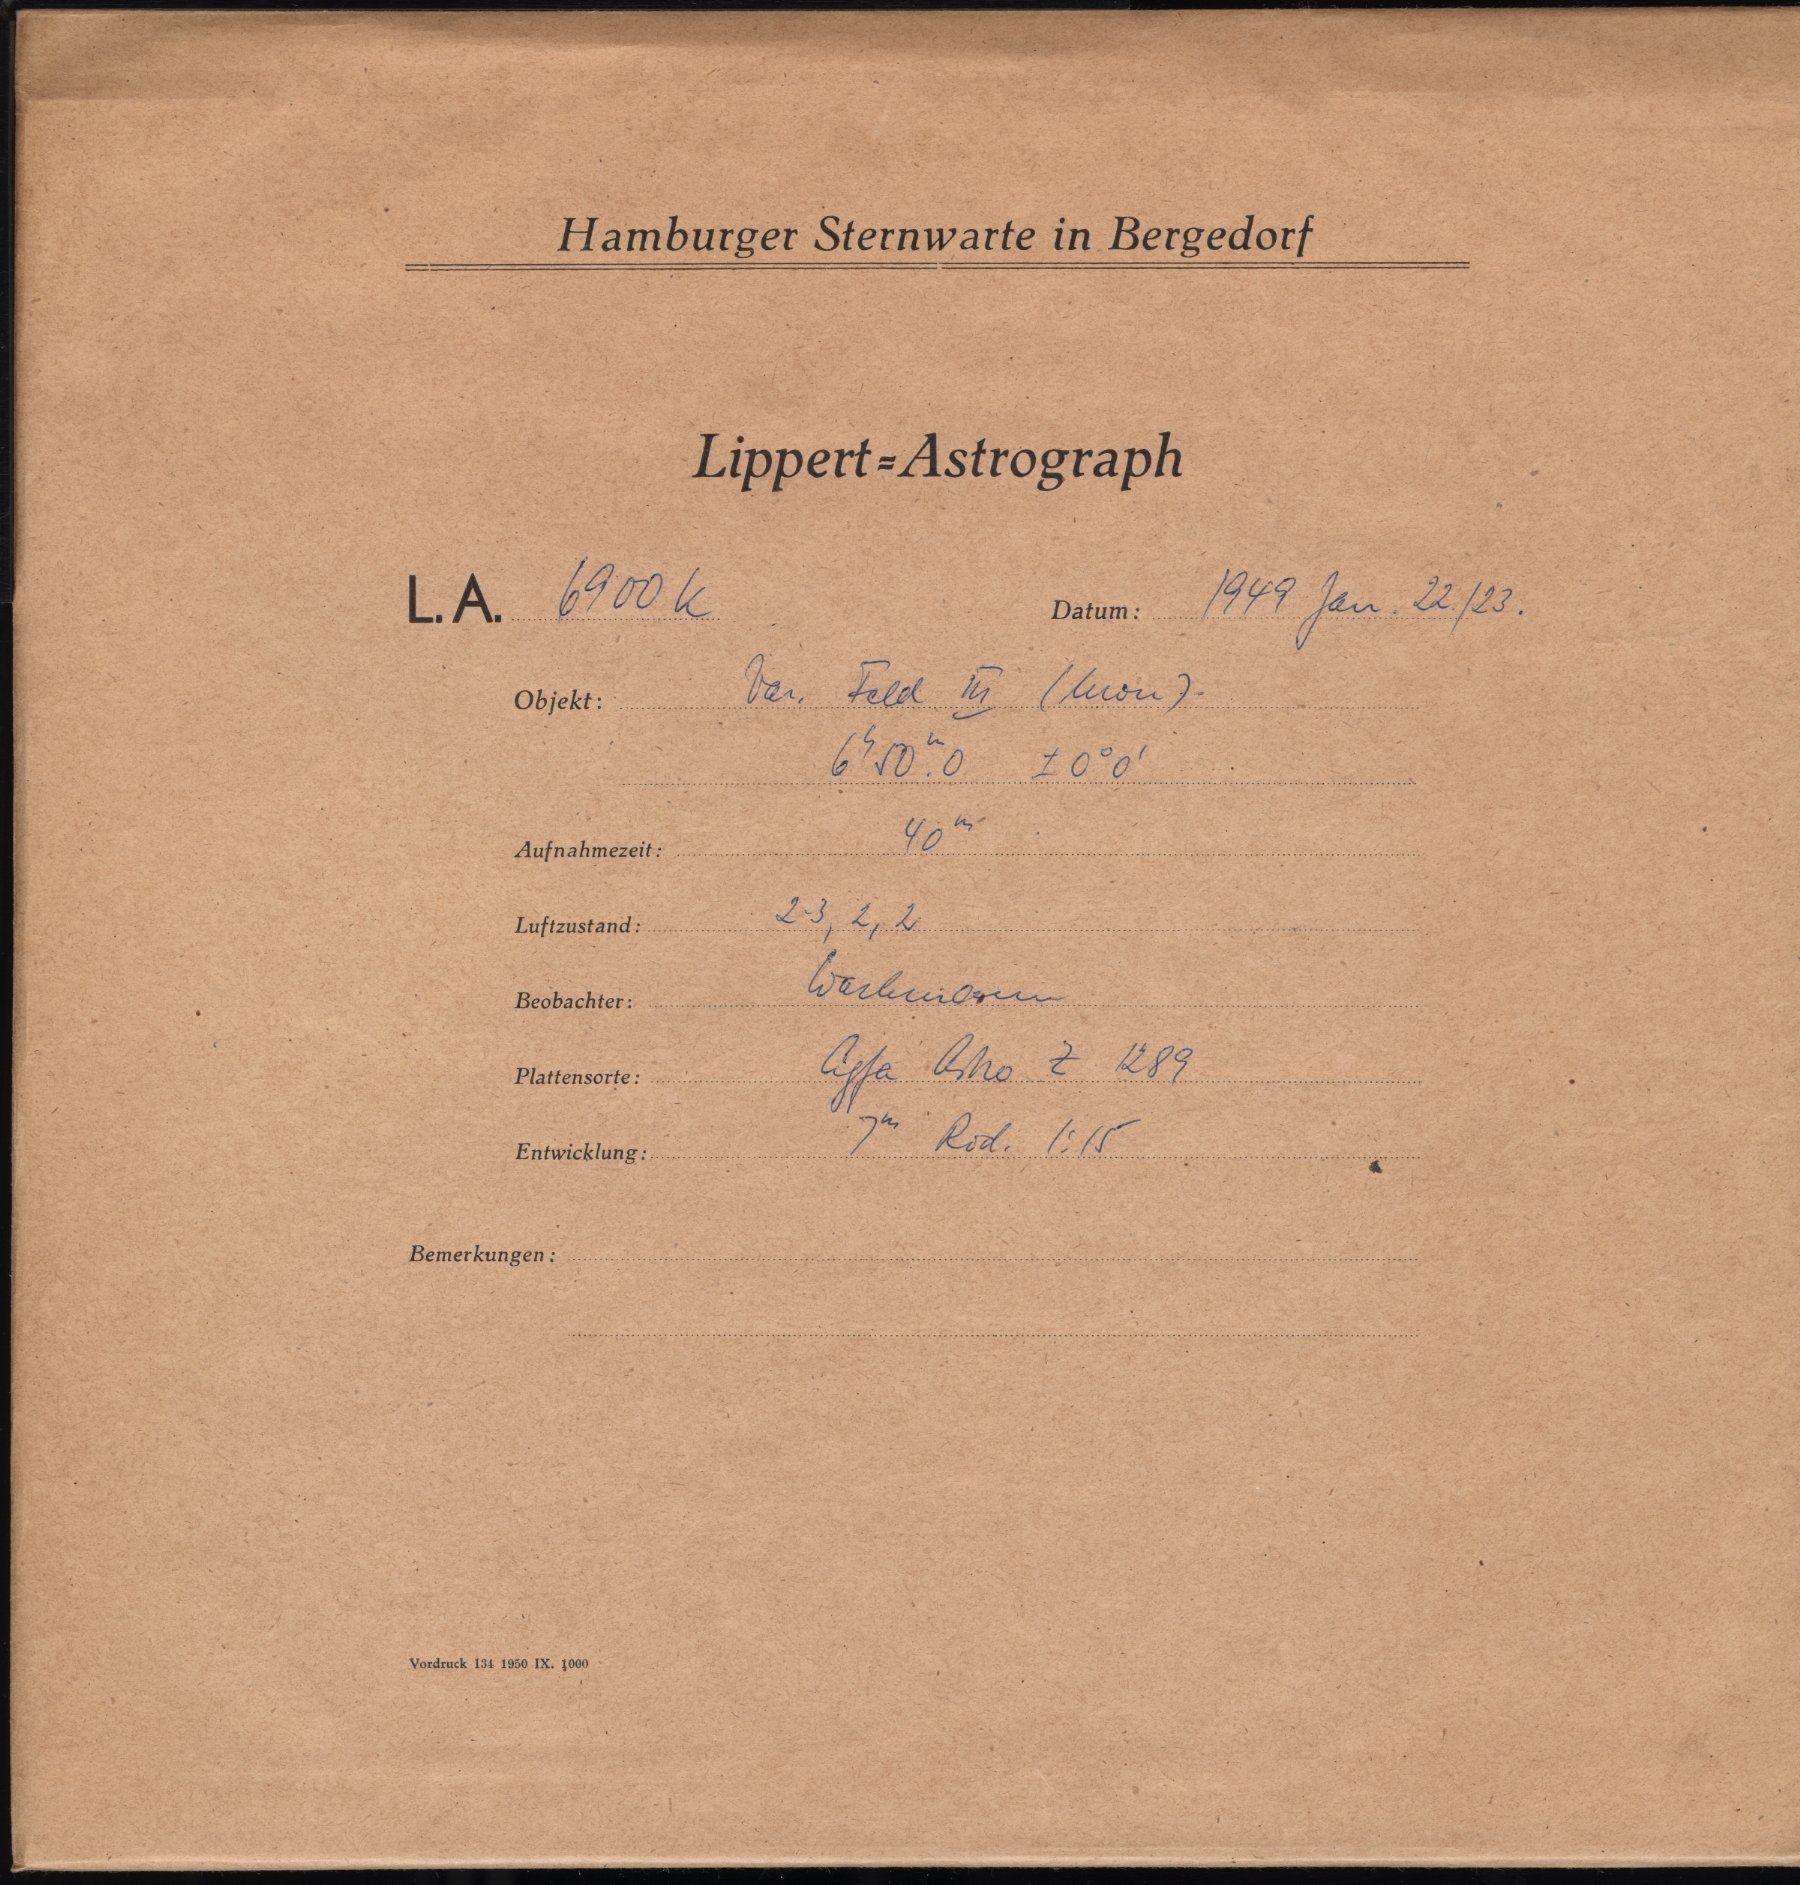 Hamburger Sternwarte in Bergedorf
Lippert=Astrograph
L.A. 6900 K Datum: 1949 Jan. 22./23.
Objekt: Var. Feld III (Mon).
6ʰ50ᵐ.0 ±0°0'
Aufnahmezeit: 40ᵐ
Luftzustand: 2-3, 2, 2
Beobachter: Wachmann
Plattensorte: Agfa Astro Z 1289
Entwicklung: 7ᵐ Rod. 1:15
Bemerkungen:
Vordruck 134 1950 IX. 1000